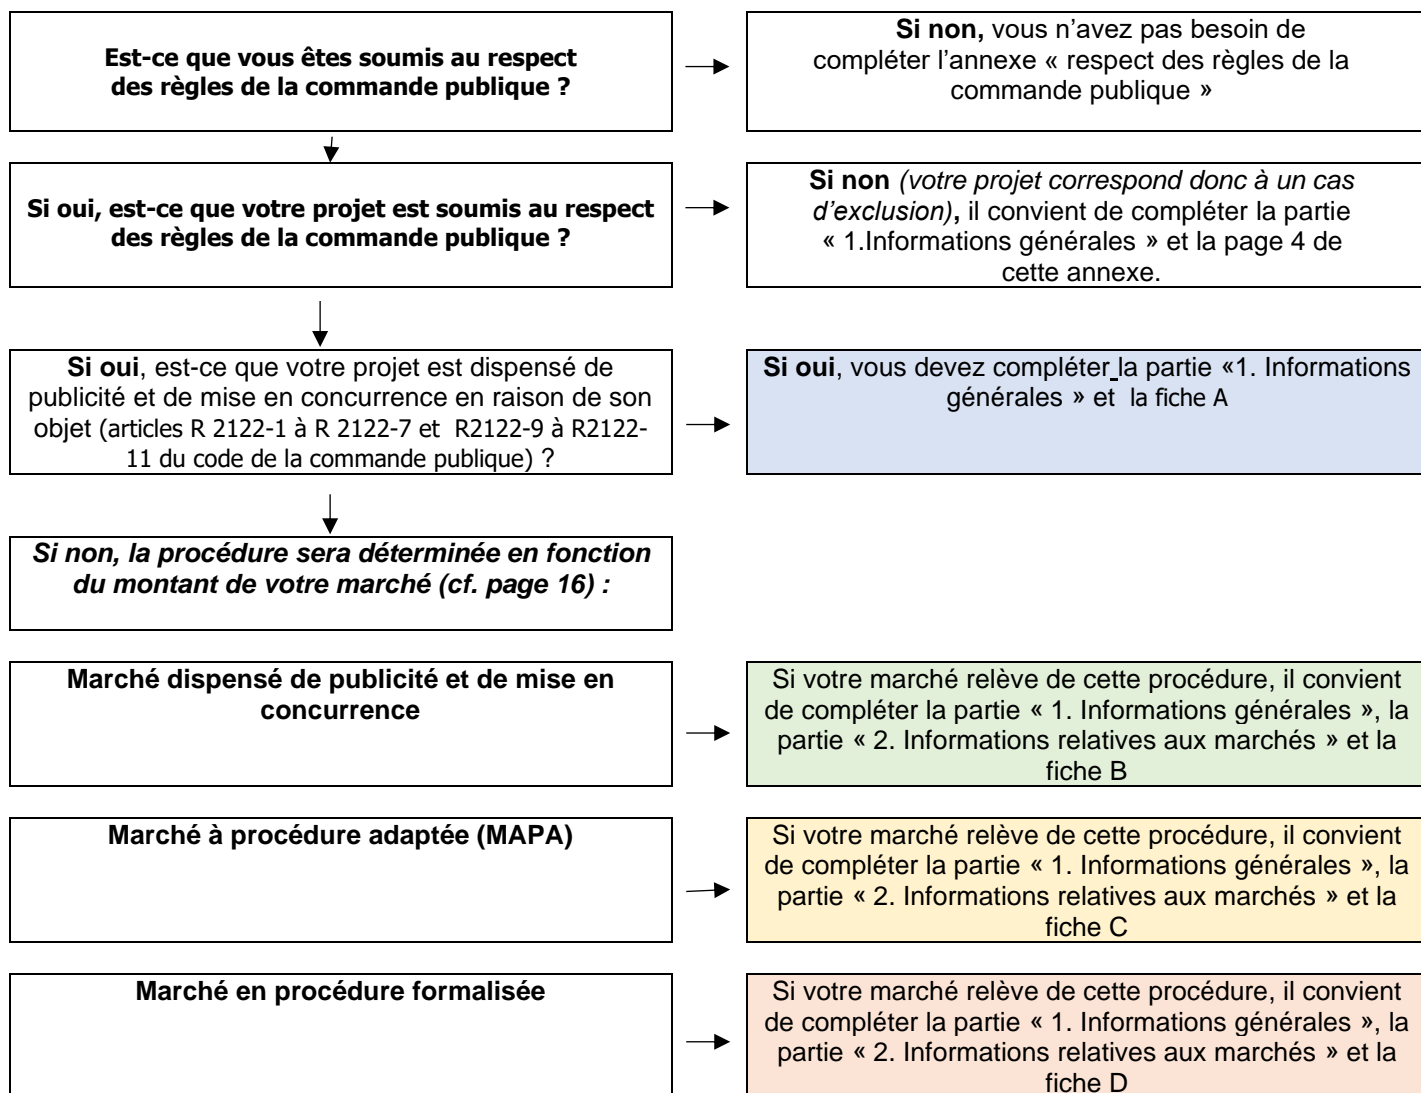 Est-ce que vous êtes soumis au respect
des règles de la commande publique ?
Si non, vous n’avez pas besoin de
compléter l’annexe « respect des règles de la
commande publique »
Si oui, est-ce que votre projet est soumis au respect
des règles de la commande publique ?
Si non (votre projet correspond donc à un cas
d’exclusion), il convient de compléter la partie
« 1.Informations générales » et la page 4 de
cette annexe.
Si oui, est-ce que votre projet est dispensé de
publicité et de mise en concurrence en raison de son
objet (articles R 2122-1 à R 2122-7 et R2122-9 à R2122-
11 du code de la commande publique) ?
Si oui, vous devez compléter la partie «1. Informations
générales » et la fiche A
Si non, la procédure sera déterminée en fonction
du montant de votre marché (cf. page 16) :
Marché dispensé de publicité et de mise en
concurrence
Si votre marché relève de cette procédure, il convient
de compléter la partie « 1. Informations générales », la
partie « 2. Informations relatives aux marchés » et la
fiche B
Marché à procédure adaptée (MAPA)
Si votre marché relève de cette procédure, il convient
de compléter la partie « 1. Informations générales », la
partie « 2. Informations relatives aux marchés » et la
fiche C
Marché en procédure formalisée
Si votre marché relève de cette procédure, il convient
de compléter la partie « 1. Informations générales », la
partie « 2. Informations relatives aux marchés » et la
fiche D